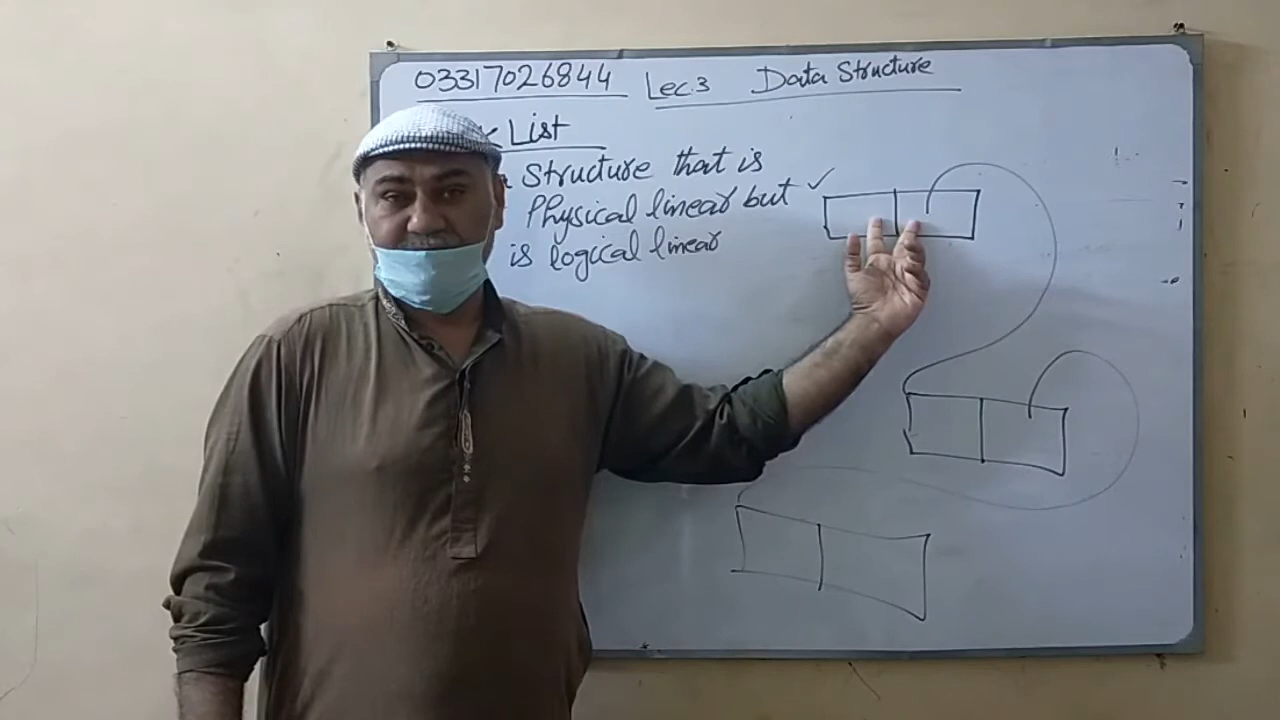 03317026844 Lec.3 Data Structure
List
Structure that is
Physical linear but
is logical linear